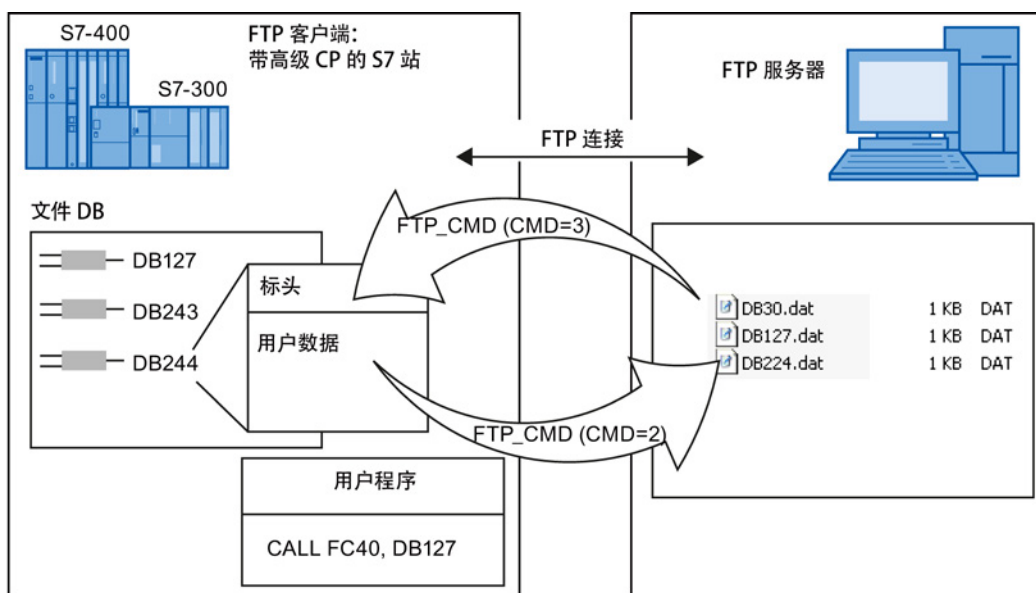 S7-400
S7-300
FTP 客户端：
带高级 CP 的 S7 站
FTP 服务器
FTP 连接
文件 DB
DB127
DB243
DB244
标头
用户数据
FTP_CMD (CMD=3)
FTP_CMD (CMD=2)
DB30.dat 1 KB DAT
DB127.dat 1 KB DAT
DB224.dat 1 KB DAT
用户程序
CALL FC40, DB127